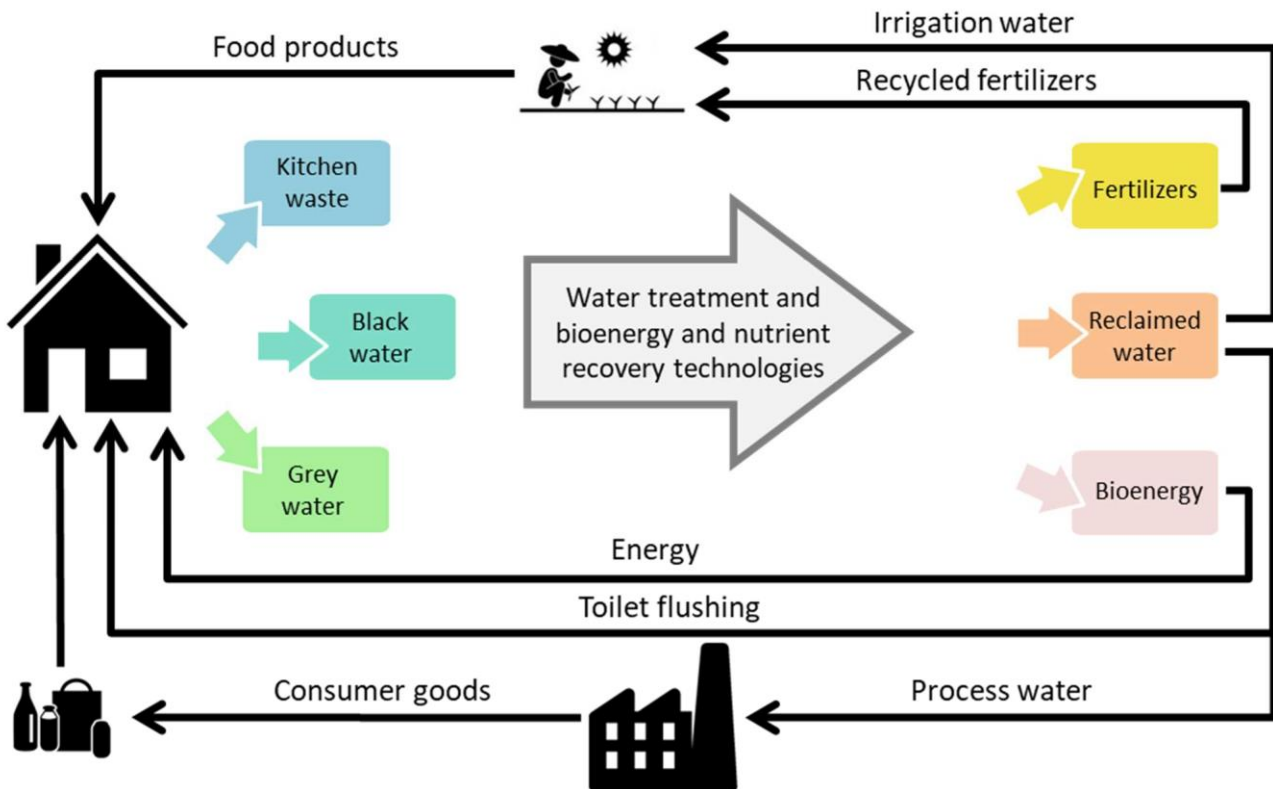 Irrigation water
Food products
Recycled fertilizers
Kitchen
waste
Fertilizers
Water treatment and
bioenergy and nutrient
recovery technologies
Black
water
Reclaimed
water
Grey
water
Bioenergy
Energy
Toilet flushing
Consumer goods
Process water